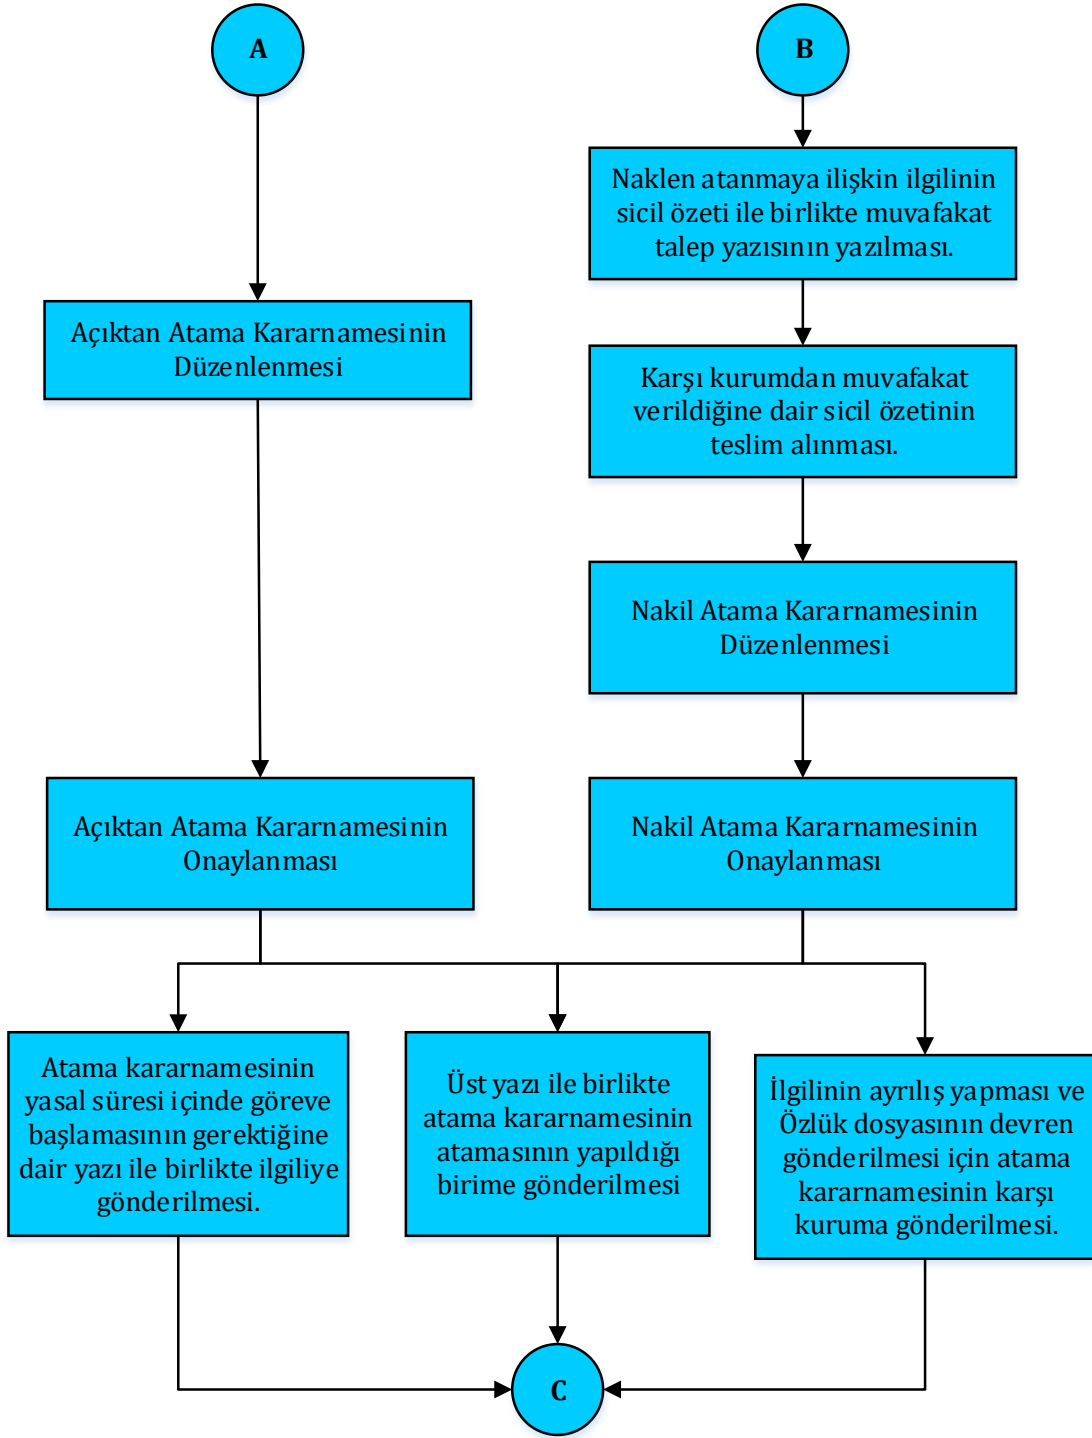 A
B
Naklen atanmaya ilişkin ilgilinin
sicil özeti ile birlikte muvafakat
talep yazısının yazılması.
Açıktan Atama Kararnamesinin
Düzenlenmesi
Karşı kurumdan muvafakat
verildiğine dair sicil özetinin
teslim alınması.
Nakil Atama Kararnamesinin
Düzenlenmesi
Açıktan Atama Kararnamesinin
Onaylanması
Nakil Atama Kararnamesinin
Onaylanması
Atama kararnamesinin
yasal süresi içinde göreve
başlamasının gerektiğine
dair yazı ile birlikte ilgiliye
gönderilmesi.
Üst yazı ile birlikte
atama kararnamesinin
atamasının yapıldığı
birime gönderilmesi
İlgilinin ayrılış yapması ve
Özlük dosyasının devren
gönderilmesi için atama
kararnamesinin karşı
kuruma gönderilmesi.
C